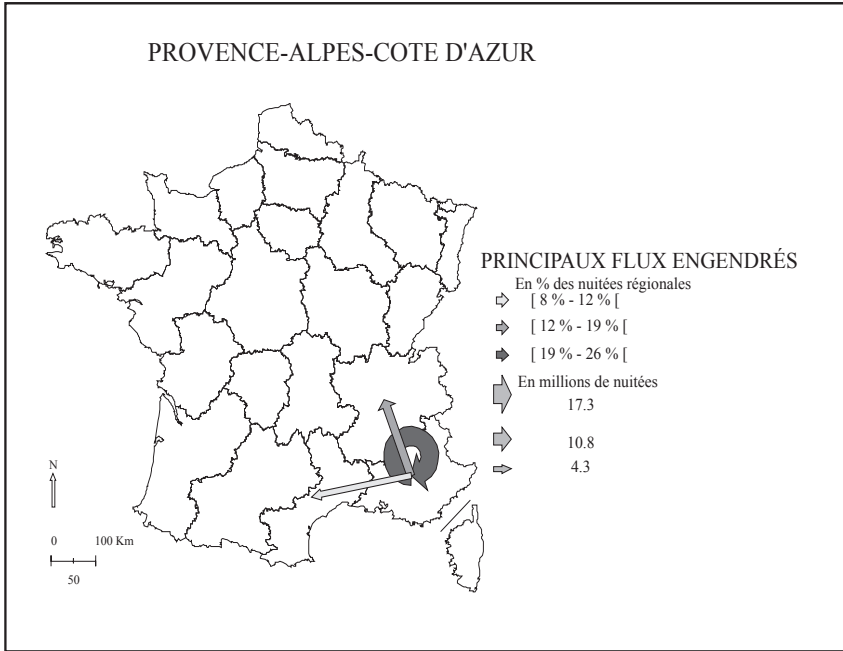 PROVENCE-ALPES-COTE D'AZUR
PRINCIPAUX FLUX ENGENDRÉS
En % des nuitées régionales
[ 8 % - 12 % [
[ 12 % - 19 % [
[ 19 % - 26 % [
En millions de nuitées
17.3
10.8
4.3
N
0 100 Km
50